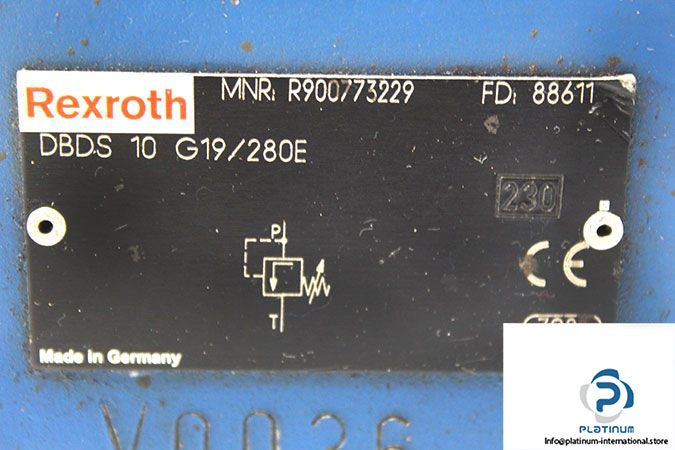 Rexroth MNR: R900773229 FD: 88611
DBDS 10 G19/280E
230
P
CE
T
Made in Germany
PLATINUM
Info@platinum-international.store